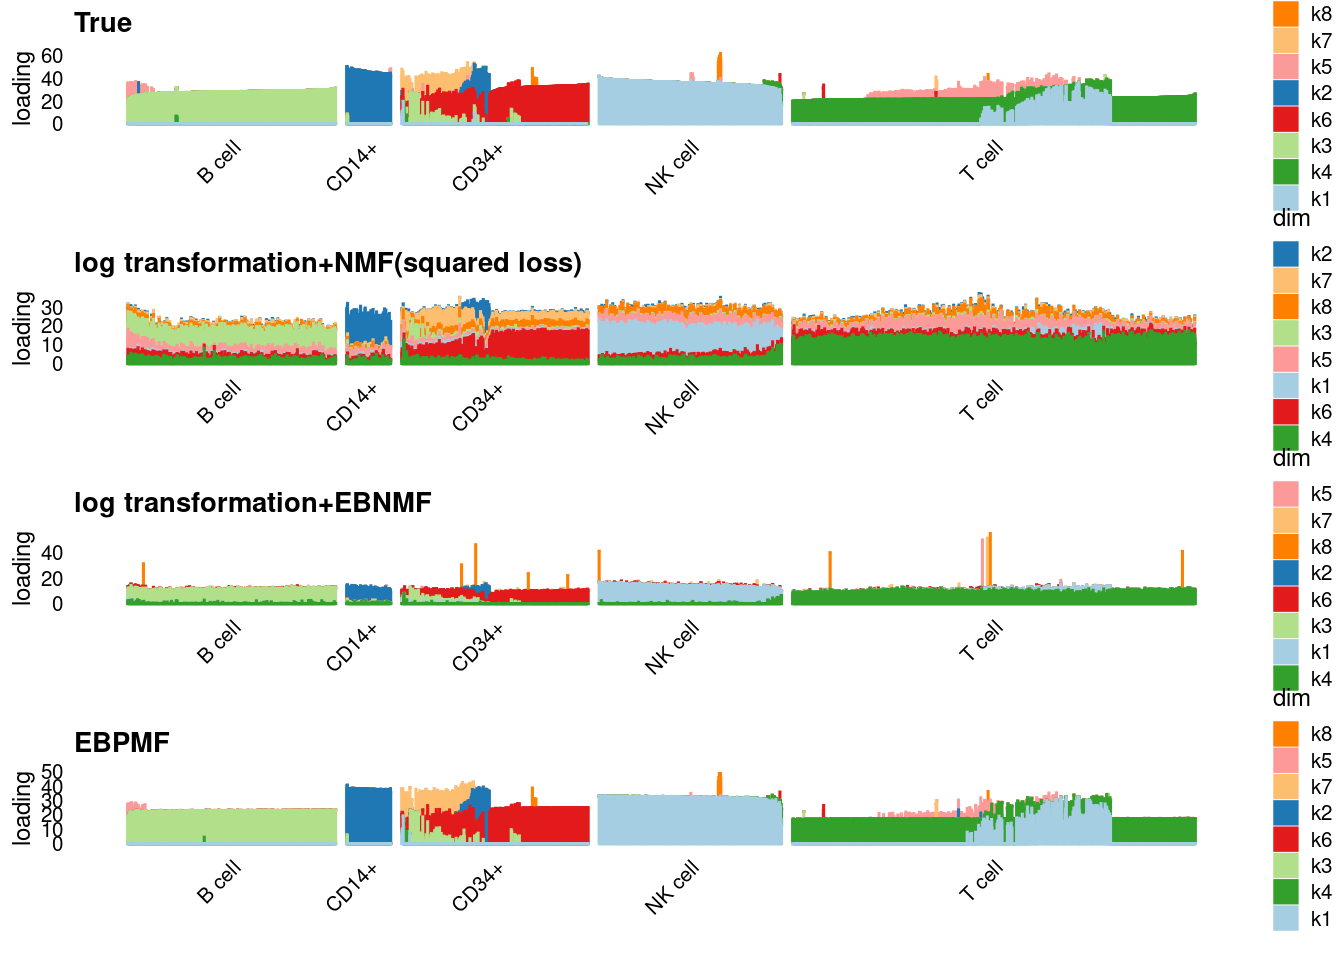 True
loading
60
40
20
0
B cell
CD14+
CD34+
NK cell
T cell
k8
k7
k5
k2
k6
k3
k4
k1
dim
log transformation+NMF(squared loss)
loading
30
20
10
0
B cell
CD14+
CD34+
NK cell
T cell
k2
k7
k8
k3
k5
k1
k6
k4
dim
log transformation+EBNMF
loading
40
20
0
B cell
CD14+
CD34+
NK cell
T cell
k5
k7
k8
k2
k6
k3
k1
k4
dim
EBPMF
loading
50
40
30
20
10
0
B cell
CD14+
CD34+
NK cell
T cell
k8
k5
k7
k2
k6
k3
k4
k1